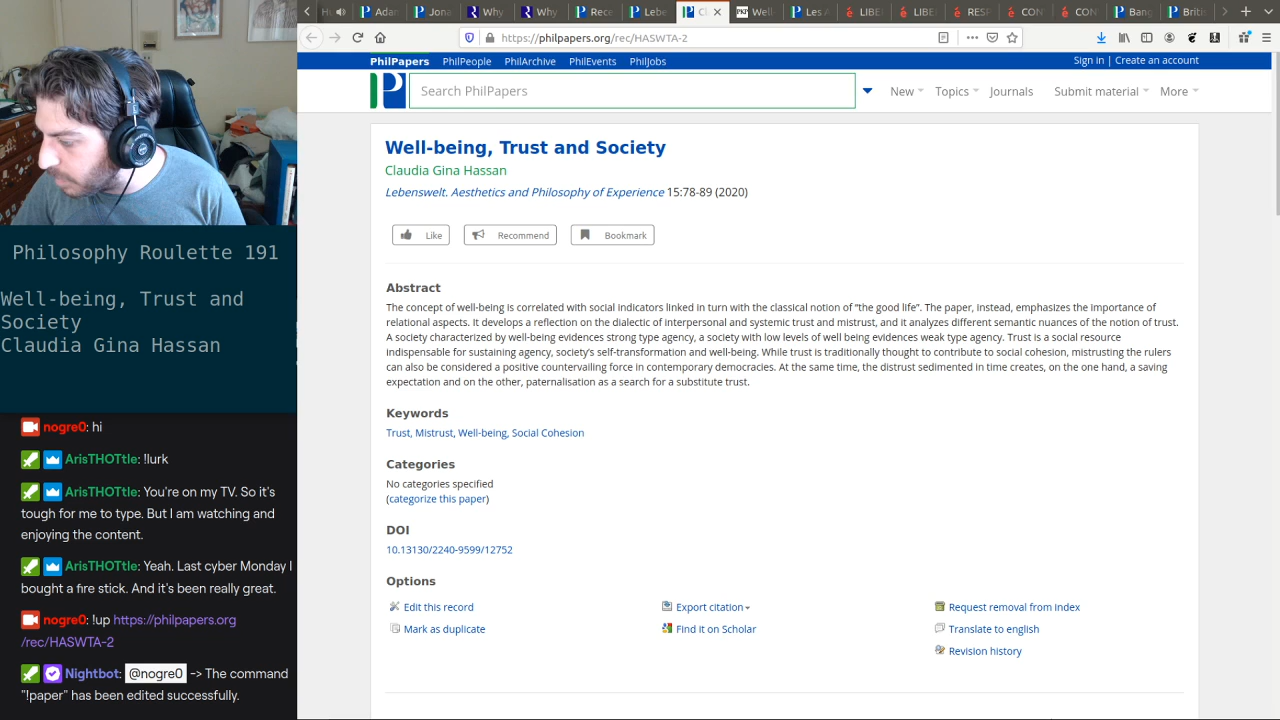 Adan
Jona
Why
Why
Rece
Lebe
Well-
Les A
LIBEI
LIBEI
RESP
CON
CON
Bang
Britis
https://philpapers.org/rec/HASWTA-2
PhilPapers PhilPeople PhilArchive PhilEvents PhilJobs
Sign in | Create an account
Search PhilPapers
New Topics Journals Submit material More
Well-being, Trust and Society
Claudia Gina Hassan
Lebenswelt. Aesthetics and Philosophy of Experience 15:78-89 (2020)
Like Recommend Bookmark
Abstract
The concept of well-being is correlated with social indicators linked in turn with the classical notion of “the good life”. The paper, instead, emphasizes the importance of
relational aspects. It develops a reflection on the dialectic of interpersonal and systemic trust and mistrust, and it analyzes different semantic nuances of the notion of trust.
A society characterized by well-being evidences strong type agency, a society with low levels of well being evidences weak type agency. Trust is a social resource
indispensable for sustaining agency, society’s self-transformation and well-being. While trust is traditionally thought to contribute to social cohesion, mistrusting the rulers
can also be considered a positive countervailing force in contemporary democracies. At the same time, the distrust sedimented in time creates, on the one hand, a saving
expectation and on the other, paternalisation as a search for a substitute trust.
Keywords
Trust, Mistrust, Well-being, Social Cohesion
Categories
No categories specified
(categorize this paper)
DOI
10.13130/2240-9599/12752
Options
Edit this record
Export citation
Request removal from index
Mark as duplicate
Find it on Scholar
Translate to english
Revision history
Philosophy Roulette 191
Well-being, Trust and
Society
Claudia Gina Hassan
nogre0: hi
ArisTHOTtle: !lurk
ArisTHOTtle: You're on my TV. So it's
tough for me to type. But I am watching and
enjoying the content.
ArisTHOTtle: Yeah. Last cyber Monday I
bought a fire stick. And it's been really great.
nogre0: !up https://philpapers.org
/rec/HASWTA-2
Nightbot: @nogre0 -> The command
"!paper" has been edited successfully.